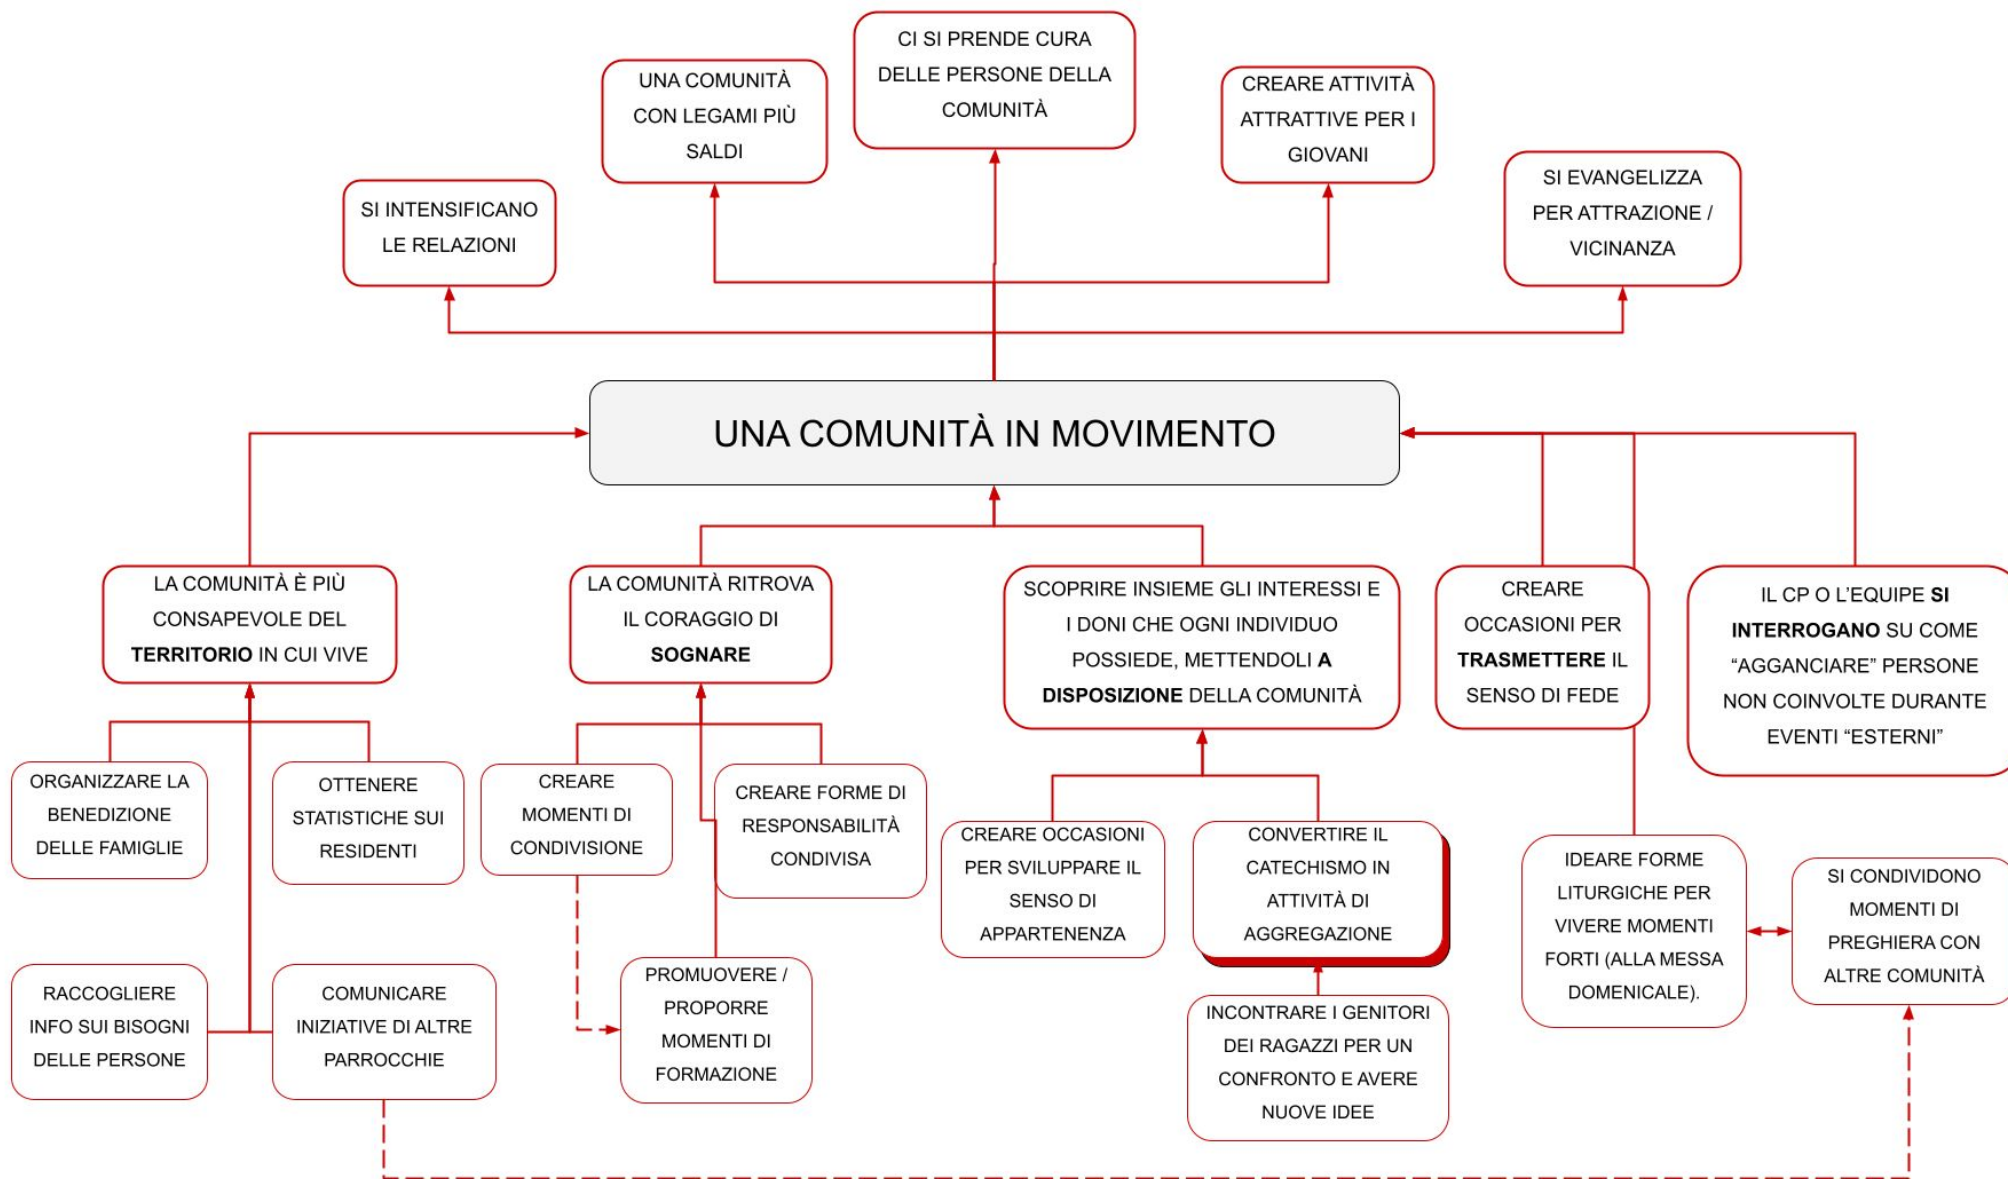 CI SI PRENDE CURA
DELLE PERSONE DELLA
COMUNITÀ
UNA COMUNITÀ
CON LEGAMI PIÙ
SALDI
CREARE ATTIVITÀ
ATTRATTIVE PER I
GIOVANI
SI INTENSIFICANO
LE RELAZIONI
SI EVANGELIZZA
PER ATTRAZIONE /
VICINANZA
UNA COMUNITÀ IN MOVIMENTO
LA COMUNITÀ È PIÙ
CONSAPEVOLE DEL
TERRITORIO IN CUI VIVE
LA COMUNITÀ RITROVA
IL CORAGGIO DI
SOGNARE
SCOPRIRE INSIEME GLI INTERESSI E
I DONI CHE OGNI INDIVIDUO
POSSIEDE, METTENDOLI A
DISPOSIZIONE DELLA COMUNITÀ
CREARE
OCCASIONI PER
TRASMETTERE IL
SENSO DI FEDE
IL CP O L’EQUIPE SI
INTERROGANO SU COME
“AGGANCIARE” PERSONE
NON COINVOLTE DURANTE
EVENTI “ESTERNI”
ORGANIZZARE LA
BENEDIZIONE
DELLE FAMIGLIE
OTTENERE
STATISTICHE SUI
RESIDENTI
CREARE
MOMENTI DI
CONDIVISIONE
CREARE FORME DI
RESPONSABILITÀ
CONDIVISA
CREARE OCCASIONI
PER SVILUPPARE IL
SENSO DI
APPARTENENZA
CONVERTIRE IL
CATECHISMO IN
ATTIVITÀ DI
AGGREGAZIONE
IDEARE FORME
LITURGICHE PER
VIVERE MOMENTI
FORTI (ALLA MESSA
DOMENICALE).
SI CONDIVIDONO
MOMENTI DI
PREGHIERA CON
ALTRE COMUNITÀ
RACCOGLIERE
INFO SUI BISOGNI
DELLE PERSONE
COMUNICARE
INIZIATIVE DI ALTRE
PARROCCHIE
PROMUOVERE /
PROPORRE
MOMENTI DI
FORMAZIONE
INCONTRARE I GENITORI
DEI RAGAZZI PER UN
CONFRONTO E AVERE
NUOVE IDEE